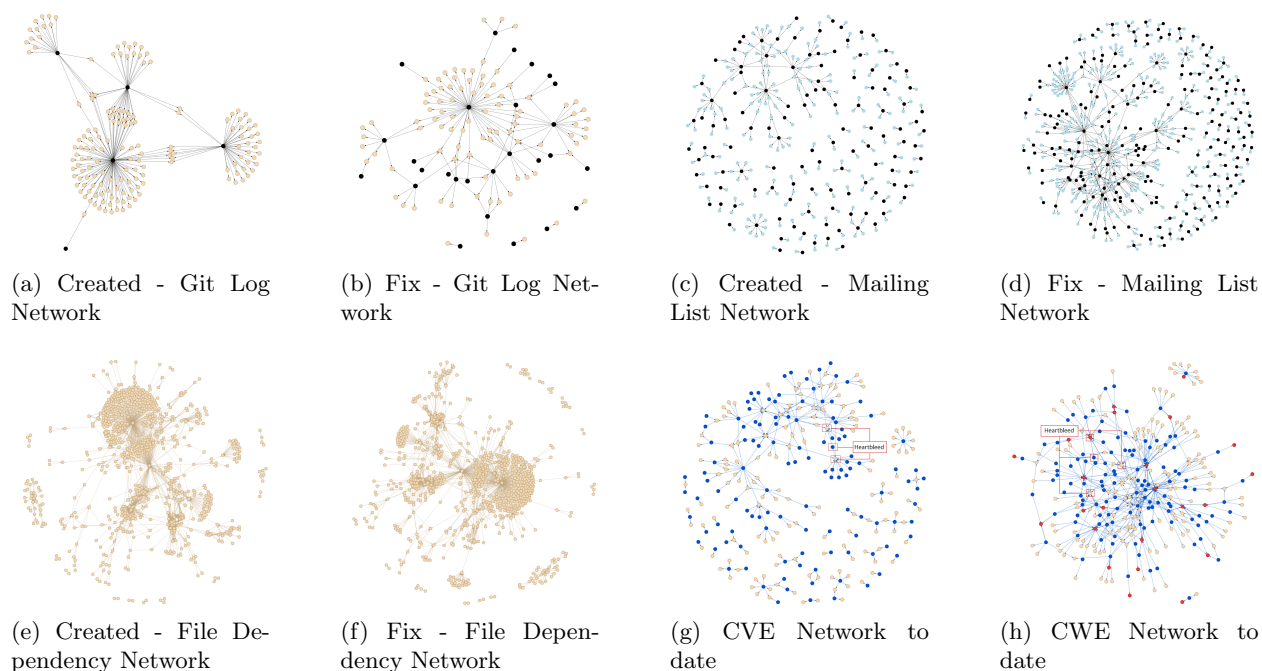 (a) Created - Git Log
Network
(b) Fix - Git Log Net-
work
(c) Created - Mailing
List Network
(d) Fix - Mailing List
Network
Heartbleed
Heartbleed
(e) Created - File De-
pendency Network
(f) Fix - File Depen-
dency Network
(g) CVE Network to
date
(h) CWE Network to
date